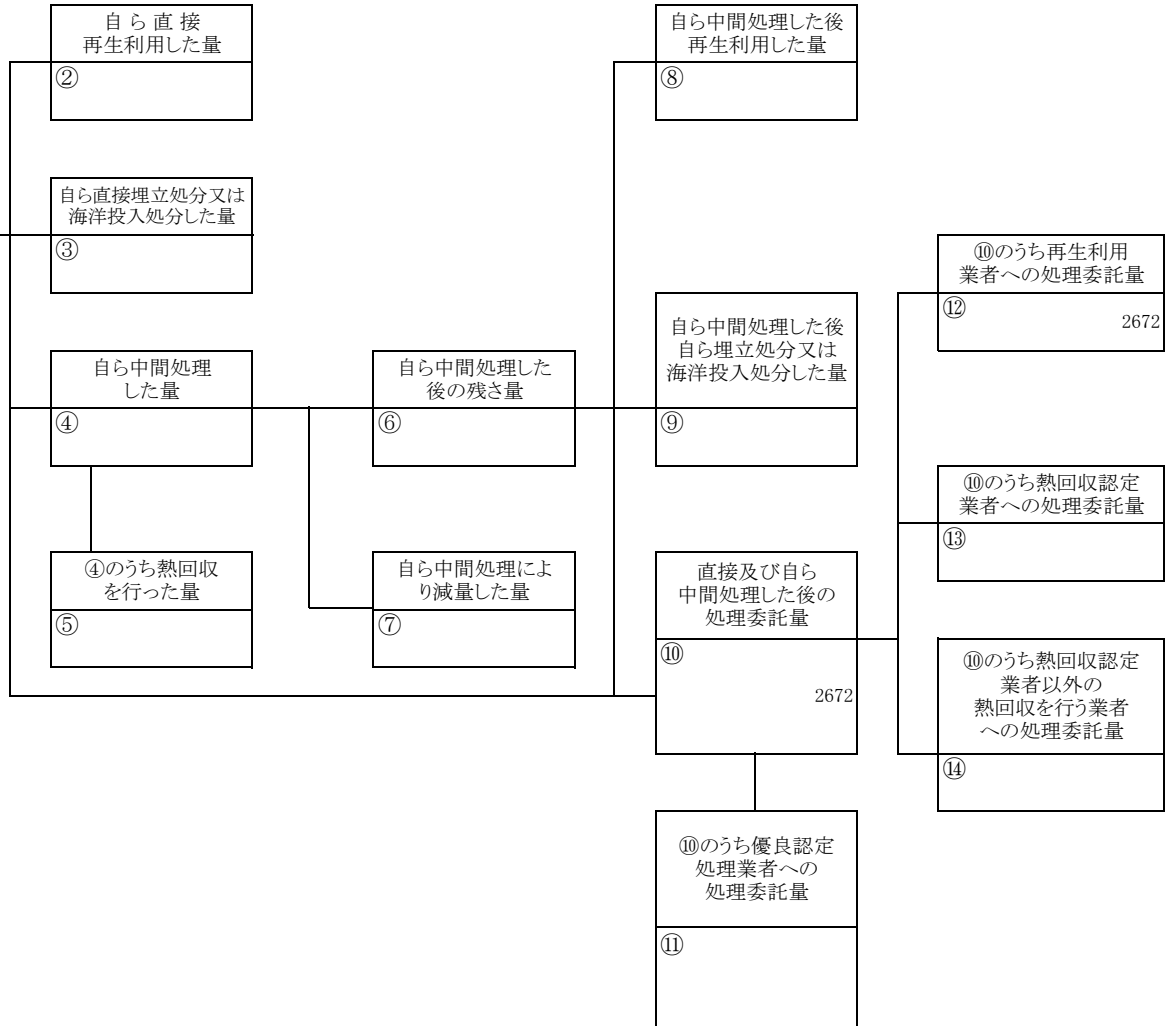 自 ら 直 接
再生利用した量
②
自ら直接埋立処分又は
海洋投入処分した量
③
自ら中間処理
した量
④
④のうち熱回収
を行った量
⑤
自ら中間処理した
後の残さ量
⑥
自ら中間処理によ
り減量した量
⑦
自ら中間処理した後
再生利用した量
⑧
自ら中間処理した後
自ら埋立処分又は
海洋投入処分した量
⑨
直接及び自ら
中間処理した後の
処理委託量
⑩
2672
⑩のうち優良認定
処理業者への
処理委託量
⑪
⑩のうち再生利用
業者への処理委託量
⑫
2672
⑩のうち熱回収認定
業者への処理委託量
⑬
⑩のうち熱回収認定
業者以外の
熱回収を行う業者
への処理委託量
⑭